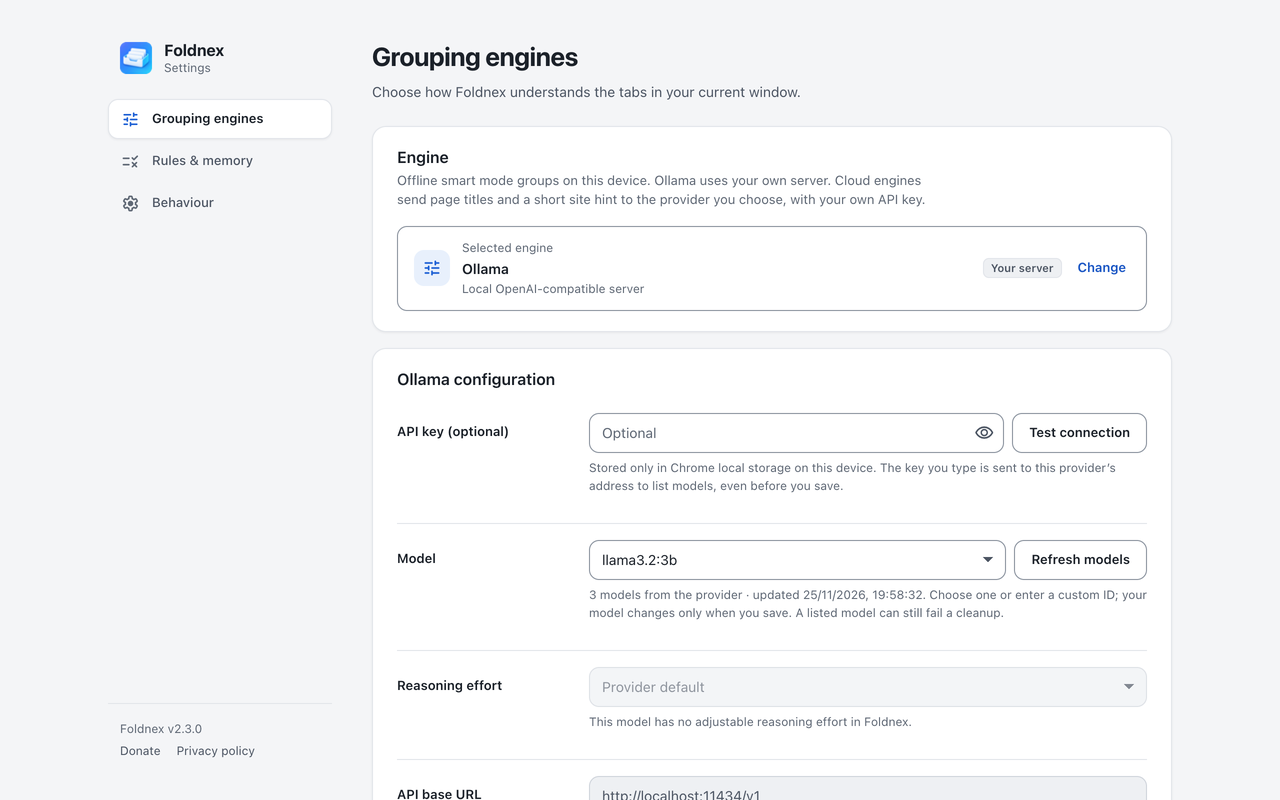 Foldnex
Settings
Grouping engines
Rules & memory
Behaviour
Foldnex v2.3.0
Donate Privacy policy
Grouping engines
Choose how Foldnex understands the tabs in your current window.
Engine
Offline smart mode groups on this device. Ollama uses your own server. Cloud engines
send page titles and a short site hint to the provider you choose, with your own API key.
Selected engine
Ollama
Local OpenAI-compatible server
Your server Change
Ollama configuration
API key (optional)
Optional
Test connection
Stored only in Chrome local storage on this device. The key you type is sent to this provider's
address to list models, even before you save.
Model
llama3.2:3b
Refresh models
3 models from the provider · updated 25/11/2026, 19:58:32. Choose one or enter a custom ID; your
model changes only when you save. A listed model can still fail a cleanup.
Reasoning effort
Provider default
This model has no adjustable reasoning effort in Foldnex.
API base URL
http://localhost:11434/v1